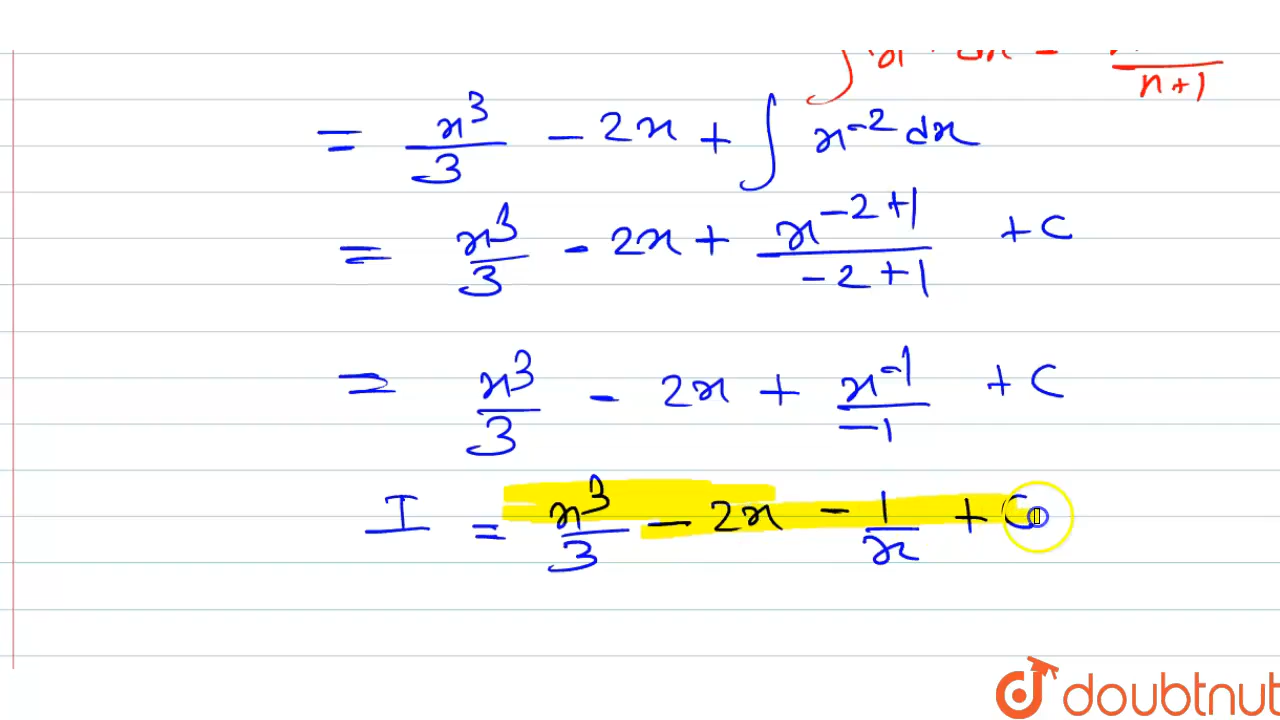 n+1
= x³/3 - 2x + ∫ x⁻² dx
= x³/3 - 2x + x⁻²⁺¹/-2+1 + c
= x³/3 - 2x + x⁻¹/-1 + c
I = x³/3 - 2x - 1/x + C
doubtnut